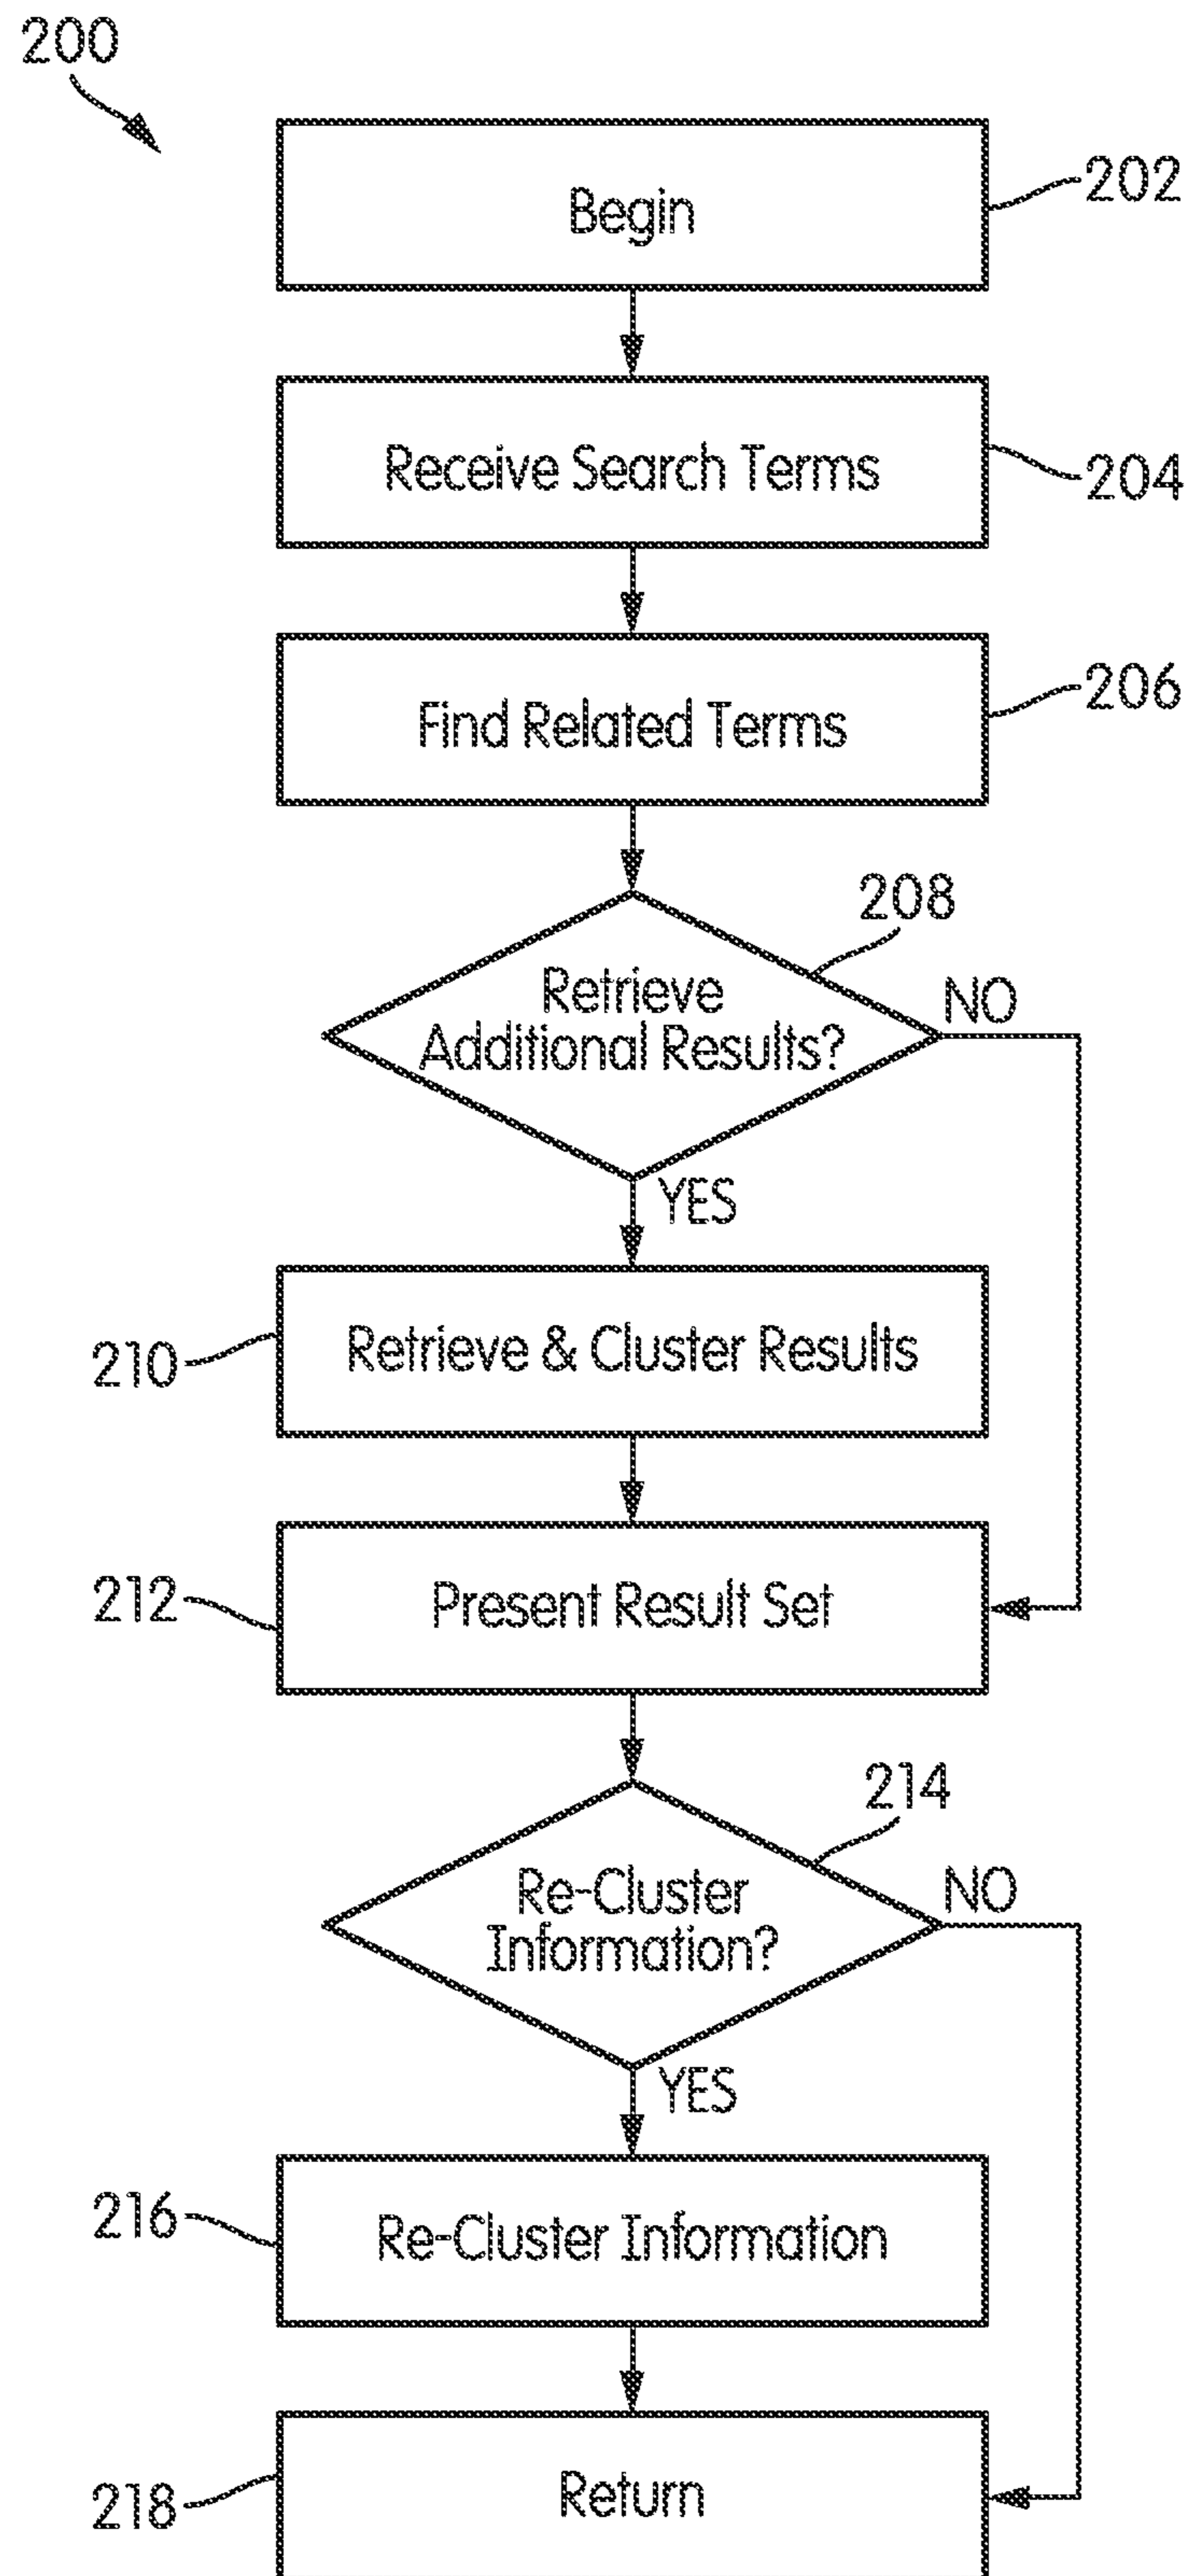 200
Begin
202
Receive Search Terms
204
Find Related Terms
206
208
Retrieve
Additional Results?
NO
YES
Retrieve & Cluster Results
210
Present Result Set
212
214
Re-Cluster
Information?
NO
YES
Re-Cluster Information
216
Return
218